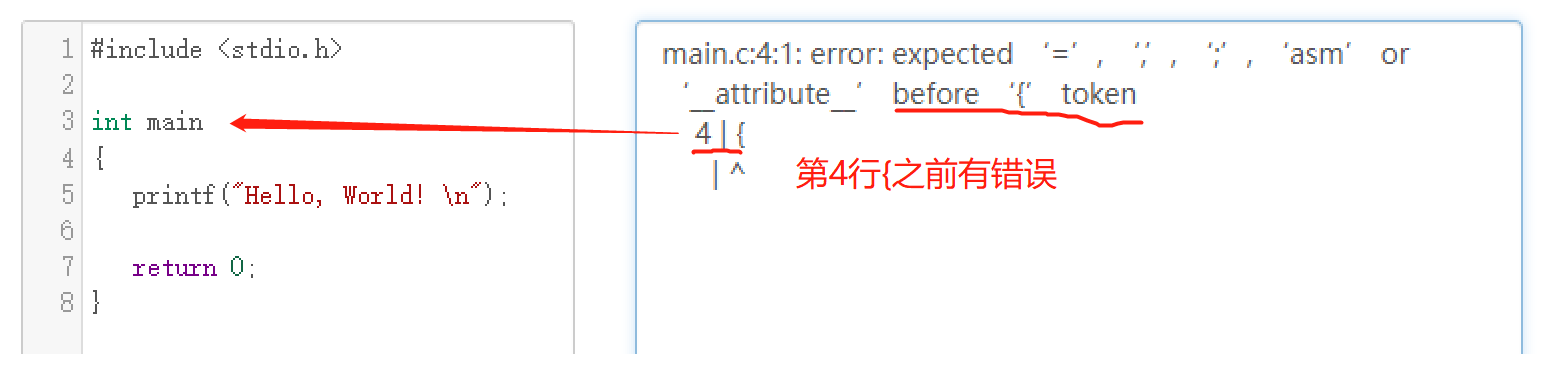 1 #include <stdio.h>
2
3 int main
4 {
5 printf("Hello, World! \n");
6
7 return 0;
8 }
main.c:4:1: error: expected ‘=’, ‘,’, ‘;’, ‘asm’ or
‘__attribute__’ before ‘{’ token
4 | {
| ^
第4行{之前有错误